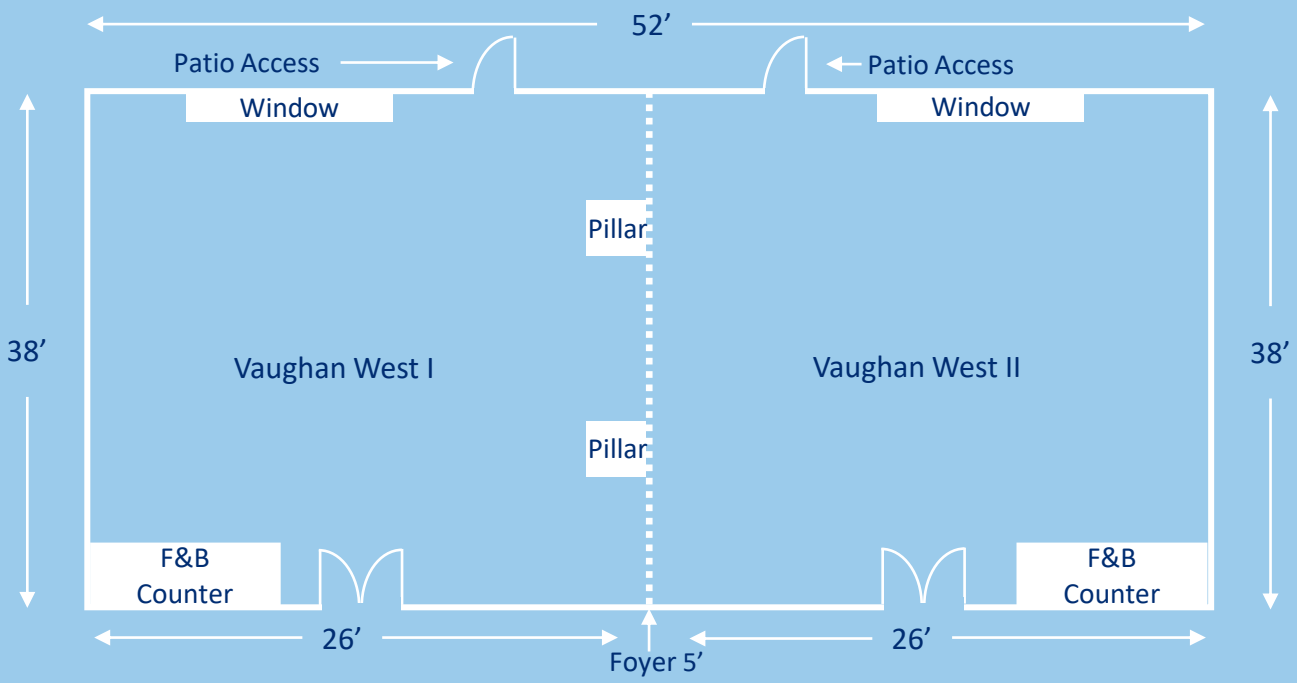 52’
Patio Access
Patio Access
Window
Window
Pillar
38’
38’
Vaughan West I
Vaughan West II
Pillar
F&B
Counter
F&B
Counter
26’
26’
Foyer 5’